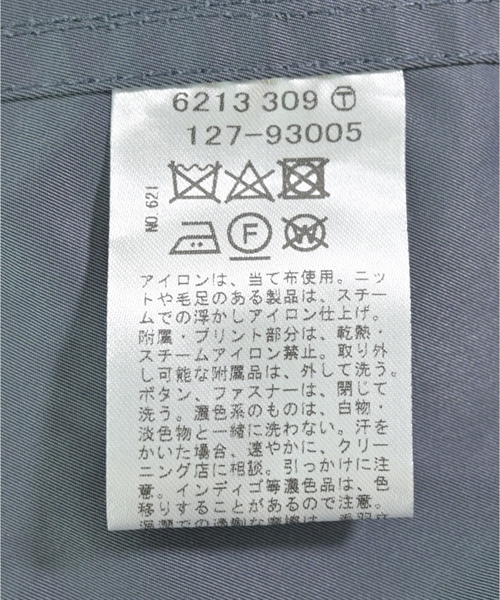 6213 309 Ⓣ
127-93005
NO.621
F
W
アイロンは、当て布使用。ニッ
トや毛足のある製品は、スチー
ムでの浮かしアイロン仕上げ。
附属・プリント部分は、乾熱・
スチームアイロン禁止。取り外
し可能な附属品は、外して洗う。
ボタン、ファスナーは、閉じて
洗う。濃色系のものは、白物・
淡色物と一緒に洗わない。汗を
かいた場合、速やかに、クリー
ニング店に相談。引っかけに注
意。インディゴ等濃色品は、色
移りすることがあるので注意。